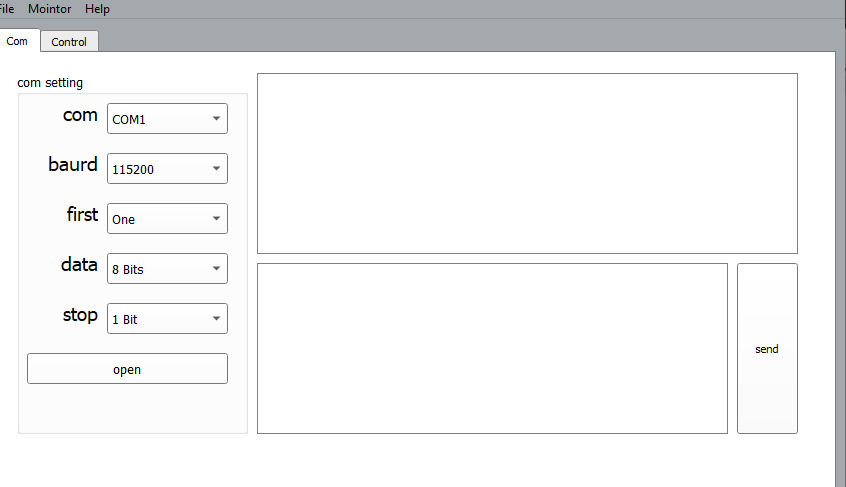 File Mointor Help
Com Control
com setting
com COM1
baurd 115200
first One
data 8 Bits
stop 1 Bit
open
send